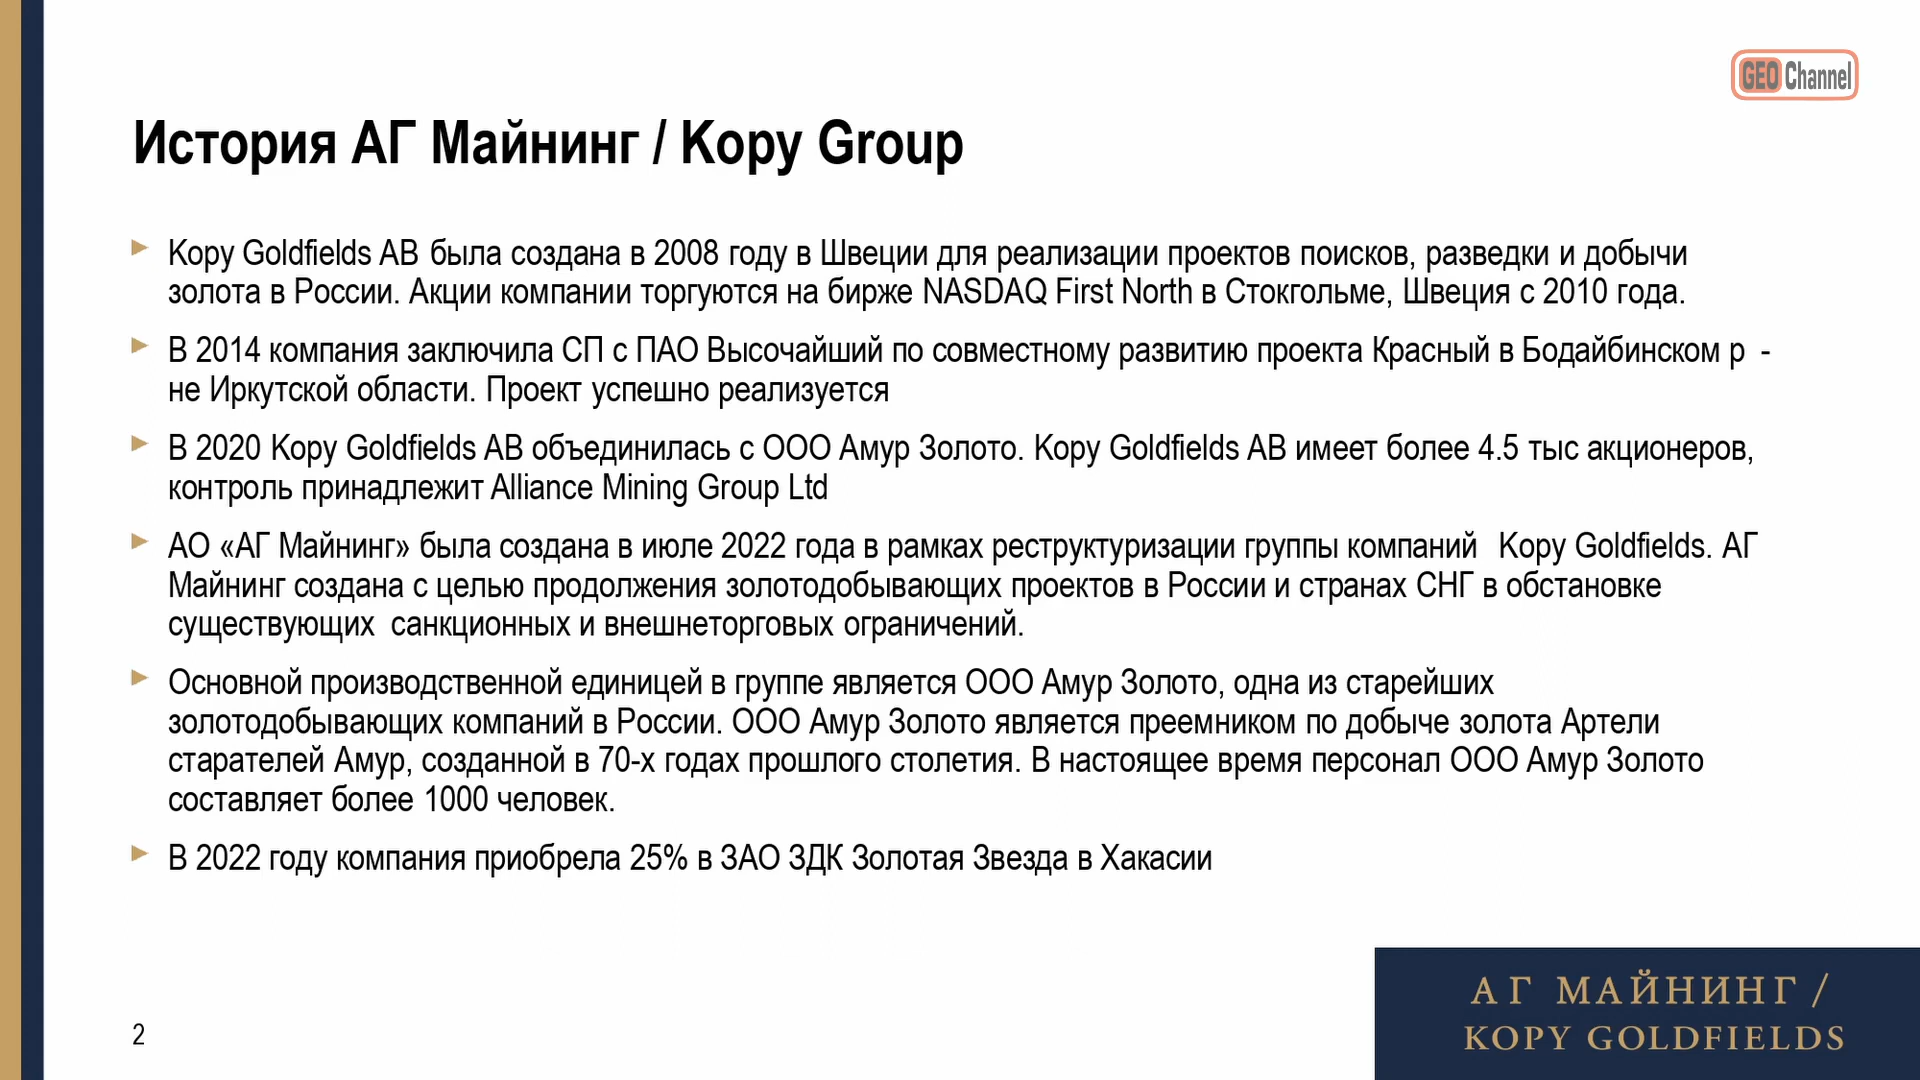 GEO Channel
История АГ Майнинг / Kopy Group
Kopy Goldfields AB была создана в 2008 году в Швеции для реализации проектов поисков, разведки и добычи
золота в России. Акции компании торгуются на бирже NASDAQ First North в Стокгольме, Швеция с 2010 года.
В 2014 компания заключила СП с ПАО Высочайший по совместному развитию проекта Красный в Бодайбинском р -
не Иркутской области. Проект успешно реализуется
В 2020 Kopy Goldfields AB объединилась с ООО Амур Золото. Kopy Goldfields AB имеет более 4.5 тыс акционеров,
контроль принадлежит Alliance Mining Group Ltd
АО «АГ Майнинг» была создана в июле 2022 года в рамках реструктуризации группы компаний Kopy Goldfields. АГ
Майнинг создана с целью продолжения золотодобывающих проектов в России и странах СНГ в обстановке
существующих санкционных и внешнеторговых ограничений.
Основной производственной единицей в группе является ООО Амур Золото, одна из старейших
золотодобывающих компаний в России. ООО Амур Золото является преемником по добыче золота Артели
старателей Амур, созданной в 70-х годах прошлого столетия. В настоящее время персонал ООО Амур Золото
составляет более 1000 человек.
В 2022 году компания приобрела 25% в ЗАО ЗДК Золотая Звезда в Хакасии
АГ МАЙНИНГ /
KOPY GOLDFIELDS
2